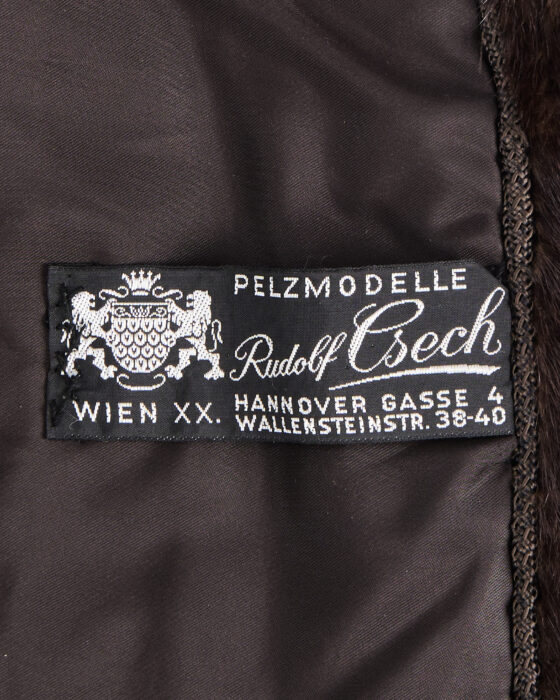 PELZMODELLE
Rudolf Csech
WIEN XX.
HANNOVER GASSE 4
WALLENSTEINSTR. 38-40